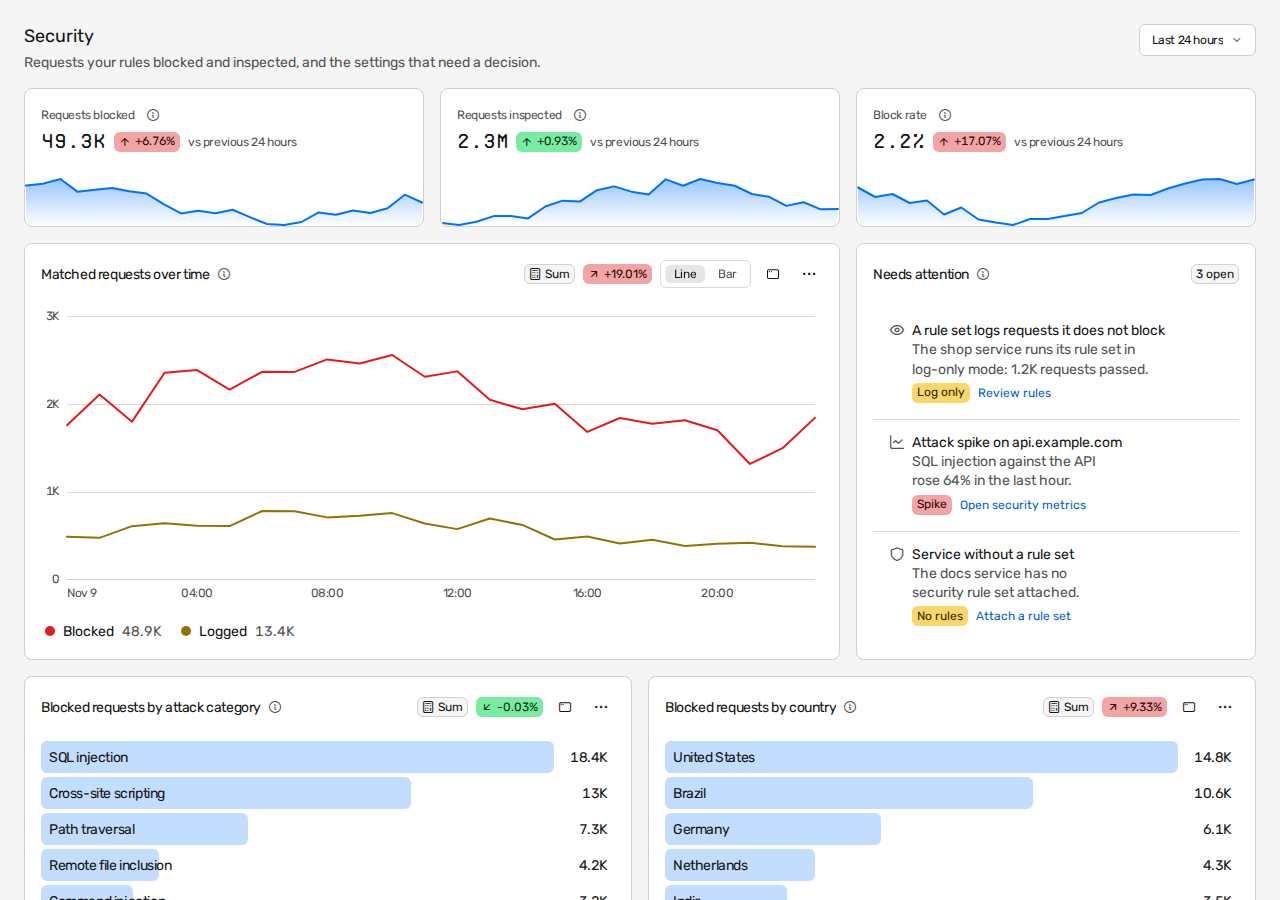 Security
Last 24 hours
Requests your rules blocked and inspected, and the settings that need a decision.
Requests blocked
49.3K +6.76% vs previous 24 hours
Requests inspected
2.3M +0.93% vs previous 24 hours
Block rate
2.2% +17.07% vs previous 24 hours
Matched requests over time
Sum +19.01% Line Bar
3K
2K
1K
0
Nov 9 04:00 08:00 12:00 16:00 20:00
Blocked 48.9K Logged 13.4K
Needs attention 3 open
A rule set logs requests it does not block
The shop service runs its rule set in
log-only mode: 1.2K requests passed.
Log only Review rules
Attack spike on api.example.com
SQL injection against the API
rose 64% in the last hour.
Spike Open security metrics
Service without a rule set
The docs service has no
security rule set attached.
No rules Attach a rule set
Blocked requests by attack category Sum -0.03%
SQL injection 18.4K
Cross-site scripting 13K
Path traversal 7.3K
Remote file inclusion 4.2K
Blocked requests by country Sum +9.33%
United States 14.8K
Brazil 10.6K
Germany 6.1K
Netherlands 4.3K